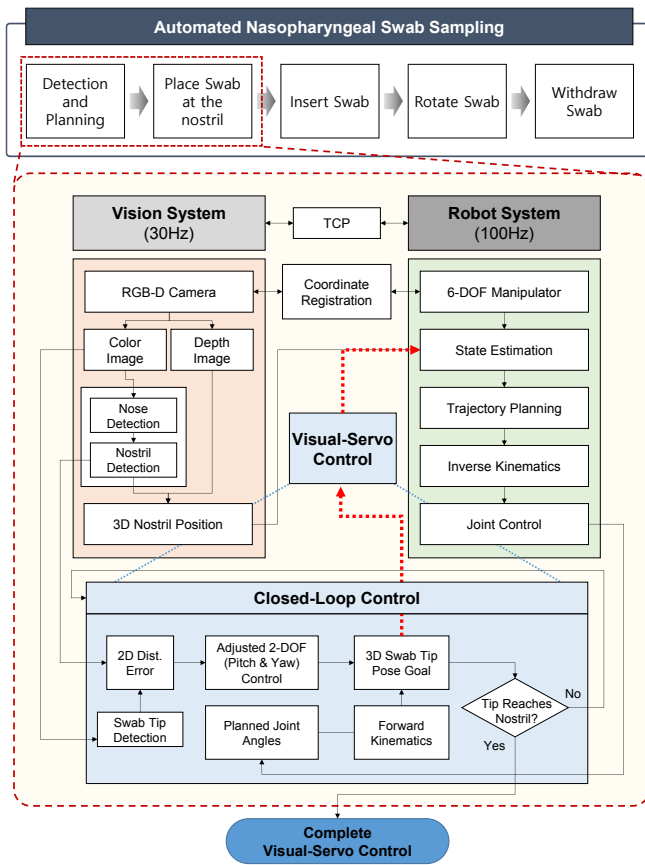 Automated Nasopharyngeal Swab Sampling
Detection
and
Planning
Place Swab
at the
nostril
Insert Swab
Rotate Swab
Withdraw
Swab
Vision System
(30Hz)
TCP
Robot System
(100Hz)
RGB-D Camera
Coordinate
Registration
6-DOF Manipulator
Color
Image
Depth
Image
State Estimation
Nose
Detection
Trajectory Planning
Visual-Servo
Control
Nostril
Detection
Inverse Kinematics
3D Nostril Position
Joint Control
Closed-Loop Control
2D Dist.
Error
Adjusted 2-DOF
(Pitch & Yaw)
Control
3D Swab Tip
Pose Goal
Tip Reaches
Nostril?
No
Yes
Swab Tip
Detection
Planned Joint
Angles
Forward
Kinematics
Complete
Visual-Servo Control